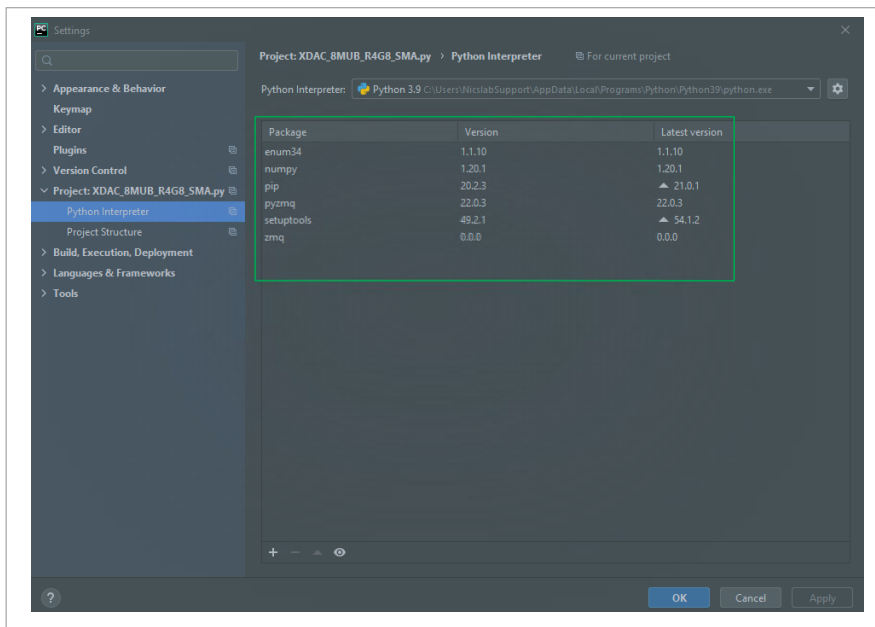 PC Settings
Project: XDAC_8MUB_R4G8_SMA.py > Python Interpreter For current project
Python Interpreter: Python 3.9 C:\Users\NicslabSupport\AppData\Local\Programs\Python\Python39\python.exe
Appearance & Behavior
Keymap
Editor
Plugins
Version Control
Project: XDAC_8MUB_R4G8_SMA.py
Python Interpreter
Project Structure
Build, Execution, Deployment
Languages & Frameworks
Tools
Package Version Latest version
enum34 1.1.10 1.1.10
numpy 1.20.1 1.20.1
pip 20.2.3 21.0.1
pyzmq 22.0.3 22.0.3
setuptools 49.2.1 54.1.2
zmq 0.0.0 0.0.0
? OK Cancel Apply